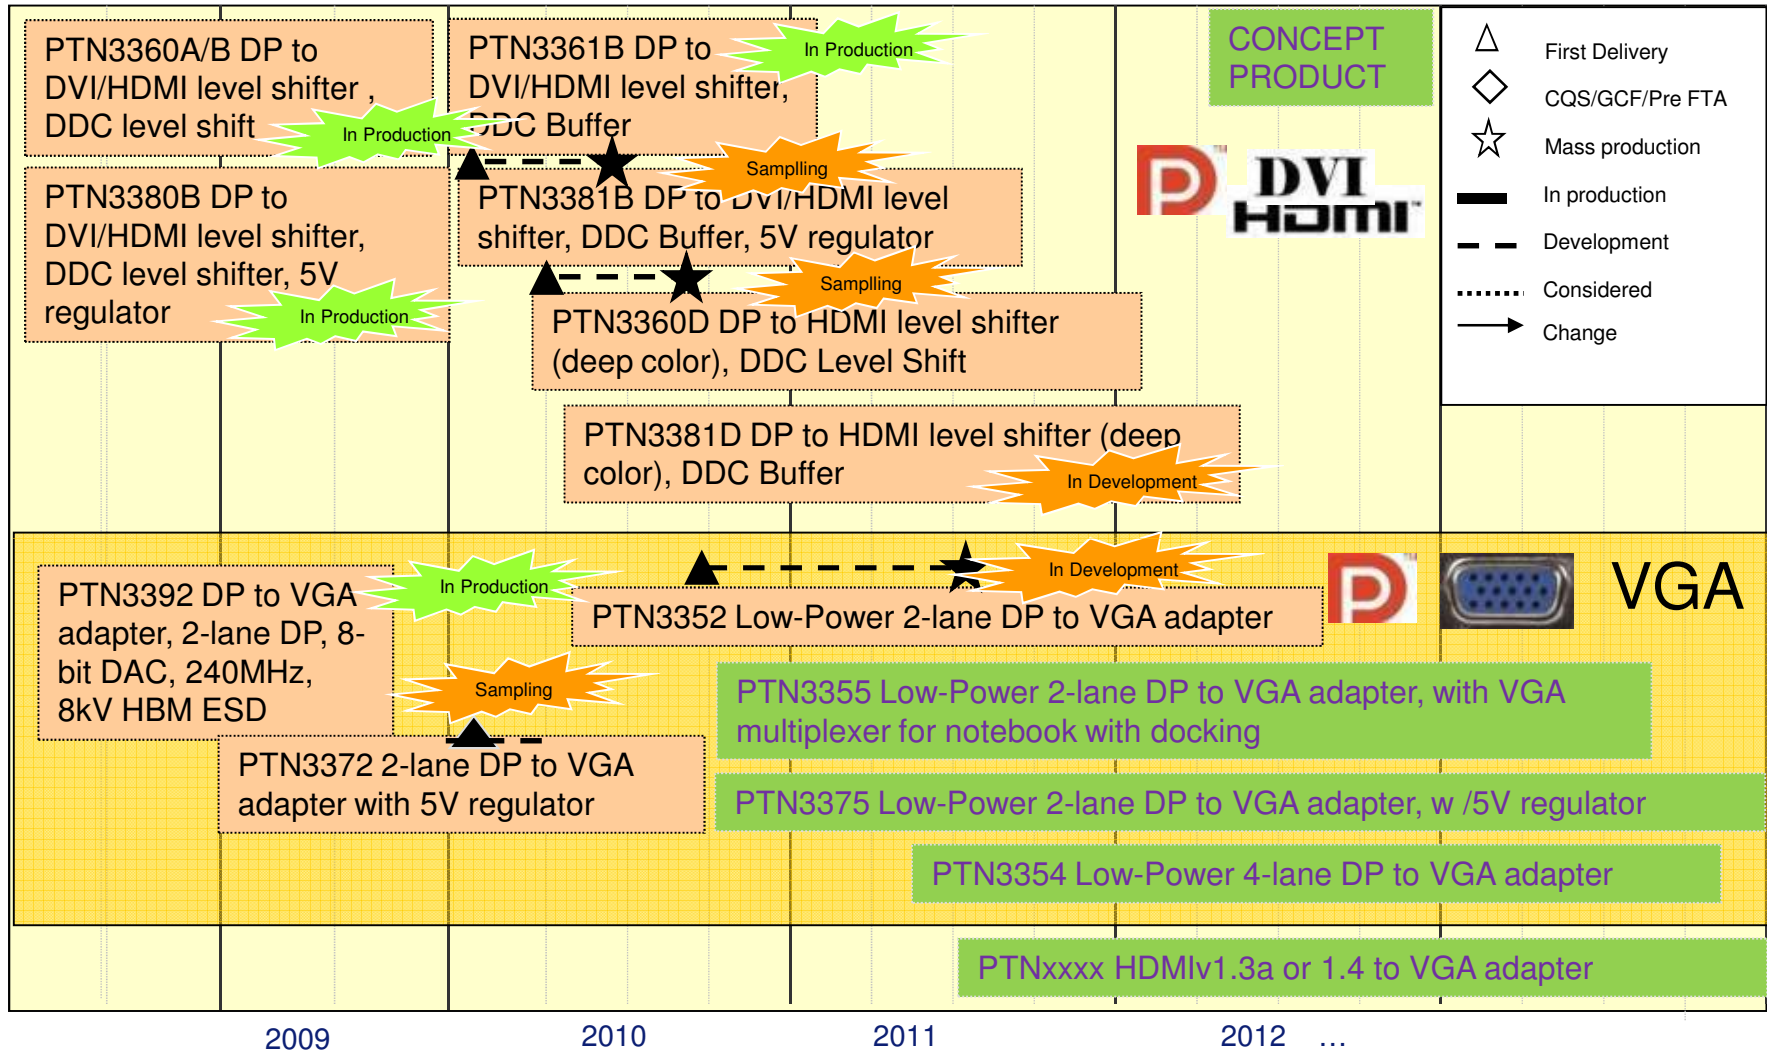 PTN3360A/B DP to
DVI/HDMI level shifter ,
DDC level shift
In Production
PTN3361B DP to
DVI/HDMI level shifter,
DDC Buffer
In Production
CONCEPT
PRODUCT
First Delivery
CQS/GCF/Pre FTA
Mass production
In production
Development
Considered
Change
PTN3380B DP to
DVI/HDMI level shifter,
DDC level shifter, 5V
regulator
In Production
Samplling
PTN3381B DP to DVI/HDMI level
shifter, DDC Buffer, 5V regulator
DVI
HDMI™
Samplling
PTN3360D DP to HDMI level shifter
(deep color), DDC Level Shift
PTN3381D DP to HDMI level shifter (deep
color), DDC Buffer
In Development
PTN3392 DP to VGA
adapter, 2-lane DP, 8-
bit DAC, 240MHz,
8kV HBM ESD
In Production
In Development
PTN3352 Low-Power 2-lane DP to VGA adapter
VGA
Sampling
PTN3372 2-lane DP to VGA
adapter with 5V regulator
PTN3355 Low-Power 2-lane DP to VGA adapter, with VGA
multiplexer for notebook with docking
PTN3375 Low-Power 2-lane DP to VGA adapter, w /5V regulator
PTN3354 Low-Power 4-lane DP to VGA adapter
PTNxxxx HDMIv1.3a or 1.4 to VGA adapter
2009
2010
2011
2012 ...